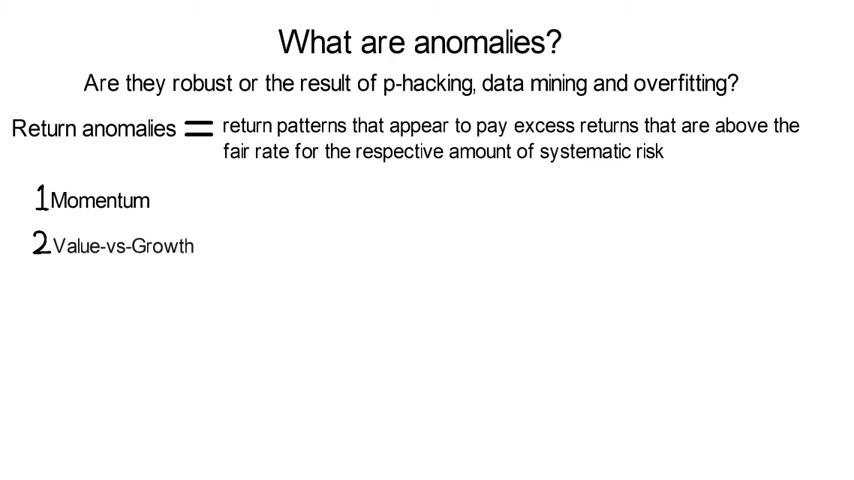 What are anomalies?
Are they robust or the result of p-hacking, data mining and overfitting?
Return anomalies = return patterns that appear to pay excess returns that are above the
fair rate for the respective amount of systematic risk
1 Momentum
2 Value-vs-Growth